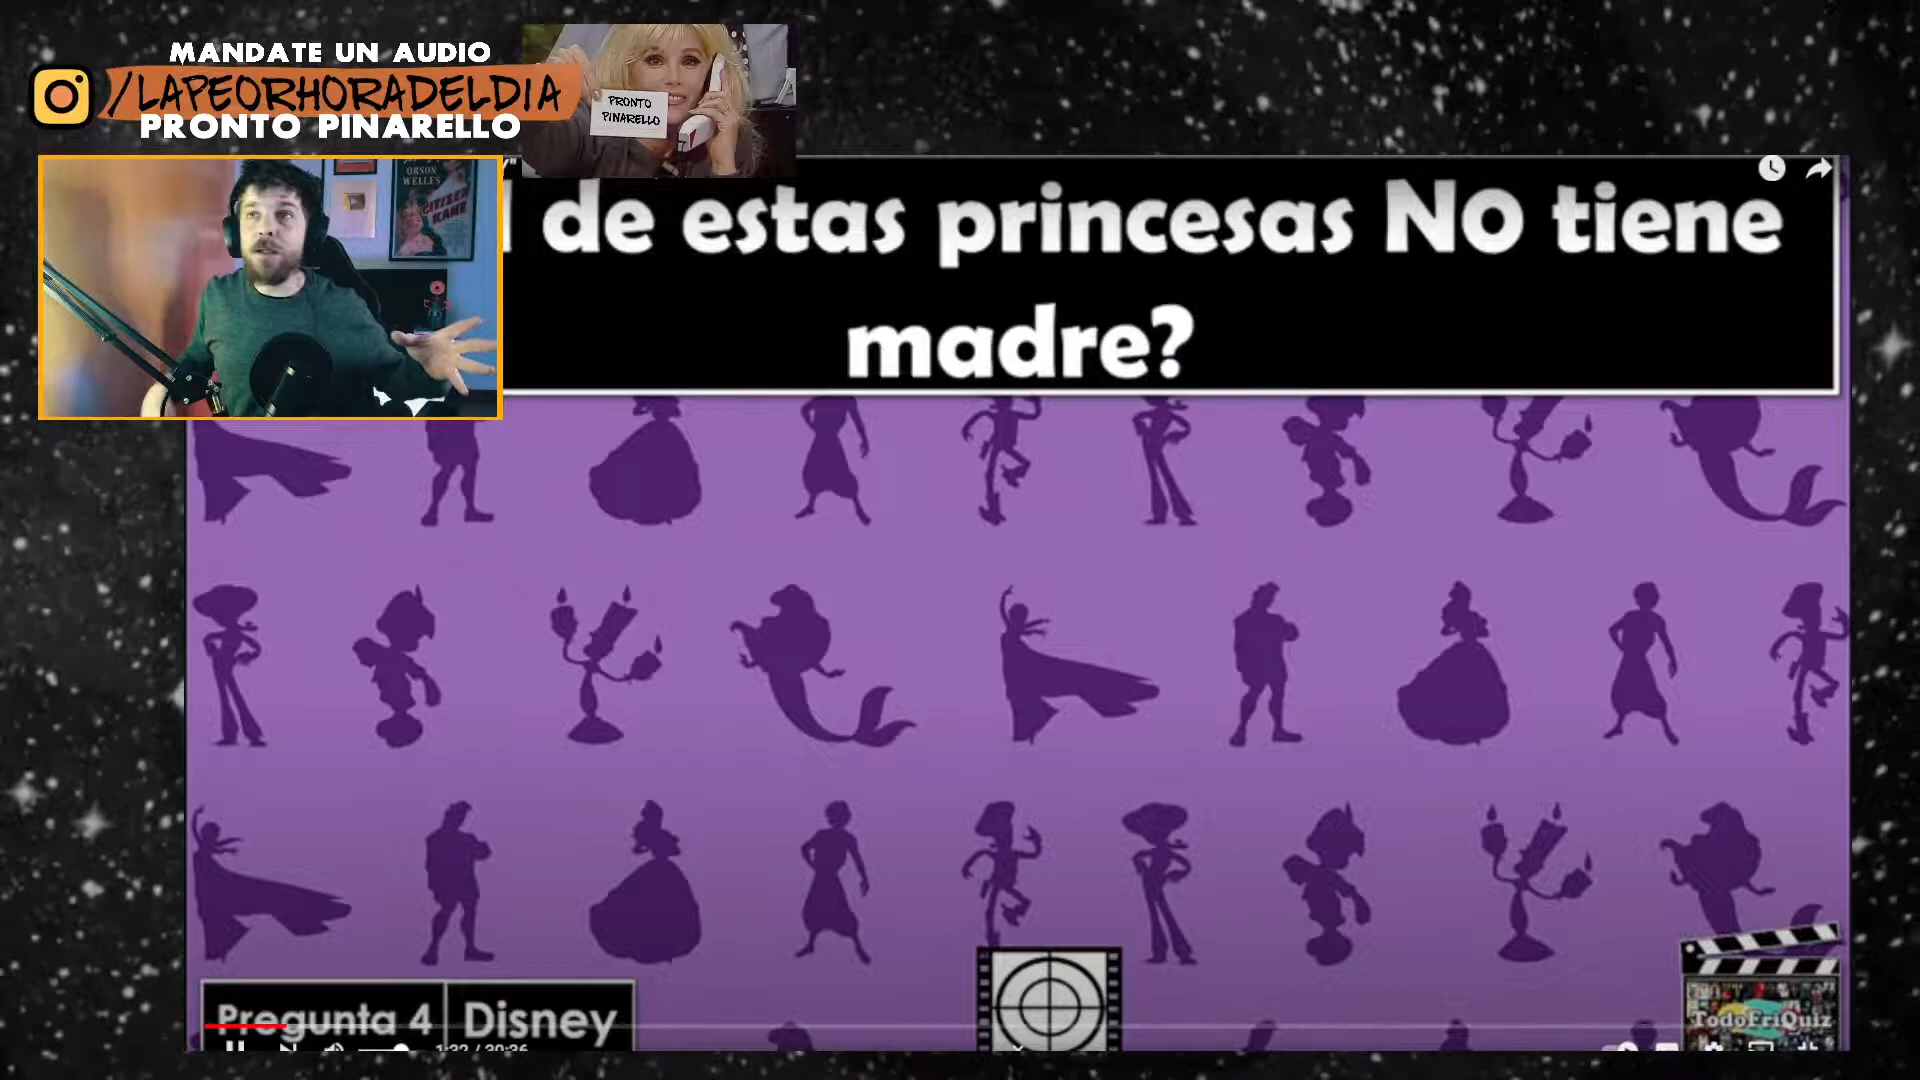 MANDATE UN AUDIO
/LAPEORHORADELDIA
PRONTO PINARELLO
PRONTO
PINARELLO
ORSON
WELLES
CITIZEN
KANE
de estas princesas NO tiene
madre?
Pregunta 4
Disney
TodoFriQuiz